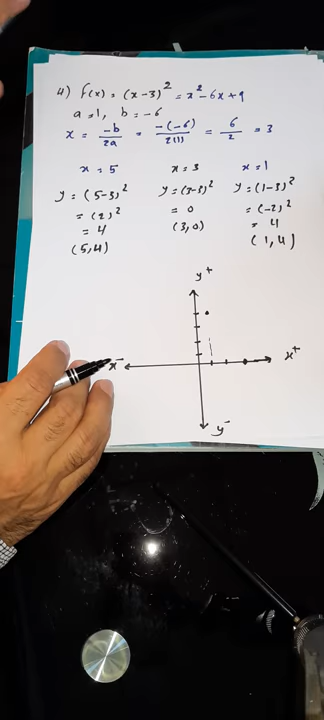 4) f(x) = (x-3)² = x² - 6x + 9
a = 1, b = -6
x = -b/2a = -(-6)/2(1) = 6/2 = 3
x = 5 x = 3 x = 1
y = (5-3)² y = (3-3)² y = (1-3)²
= (2)² = 0 = (-2)²
= 4 (3,0) = 4
(5,4) (1,4)
y+
x- x+
y-